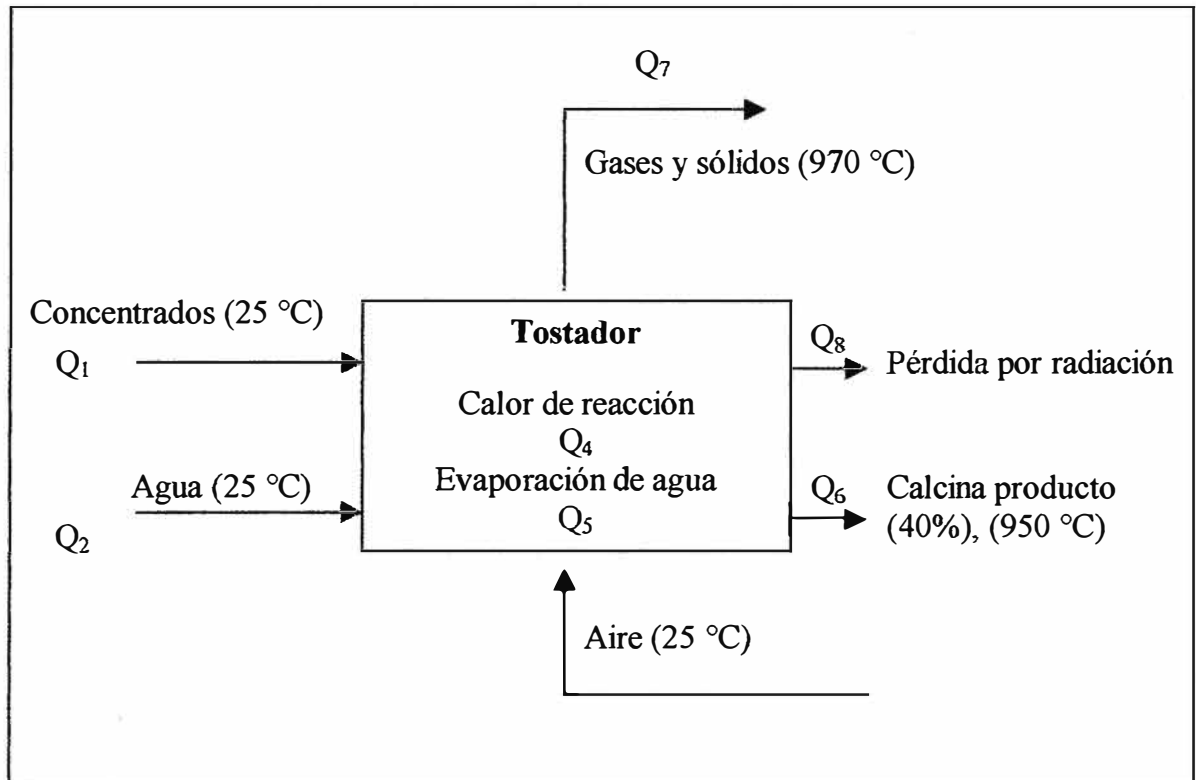 Q₇
Gases y sólidos (970 °C)
Concentrados (25 °C)
Q₁
Tostador
Calor de reacción
Q₄
Evaporación de agua
Q₅
Q₈
Pérdida por radiación
Agua (25 °C)
Q₂
Q₆
Calcina producto
(40%), (950 °C)
Aire (25 °C)